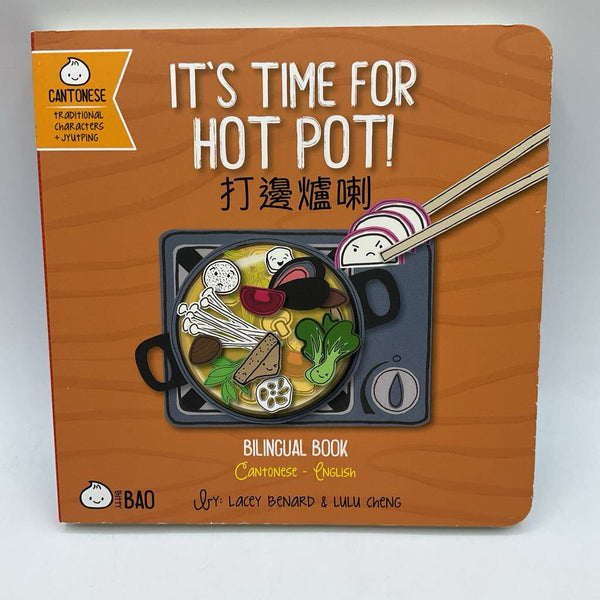 CANTONESE
TRADITIONAL
CHARACTERS
+ JYUTPING
IT'S TIME FOR
HOT POT!
打邊爐喇
BILINGUAL BOOK
CANTONESE - ENGLISH
BITTY BAO
BY: LACEY BENARD & LULU CHENG